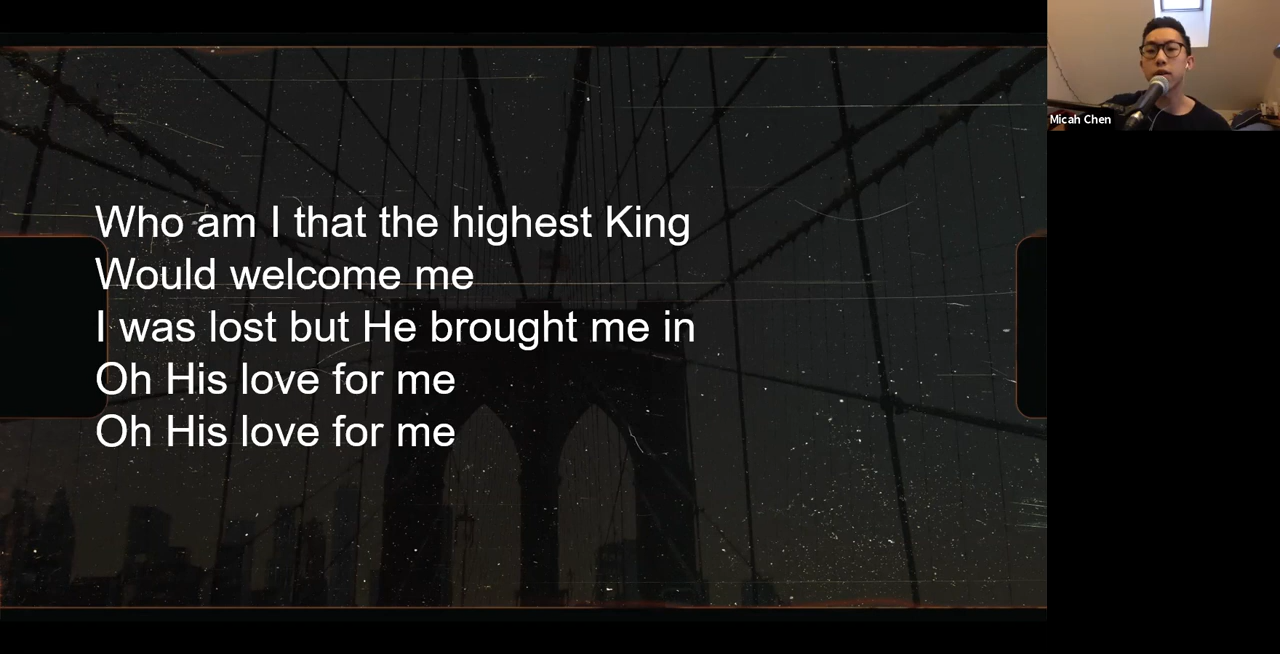 Who am I that the highest King
Would welcome me
I was lost but He brought me in
Oh His love for me
Oh His love for me
Micah Chen